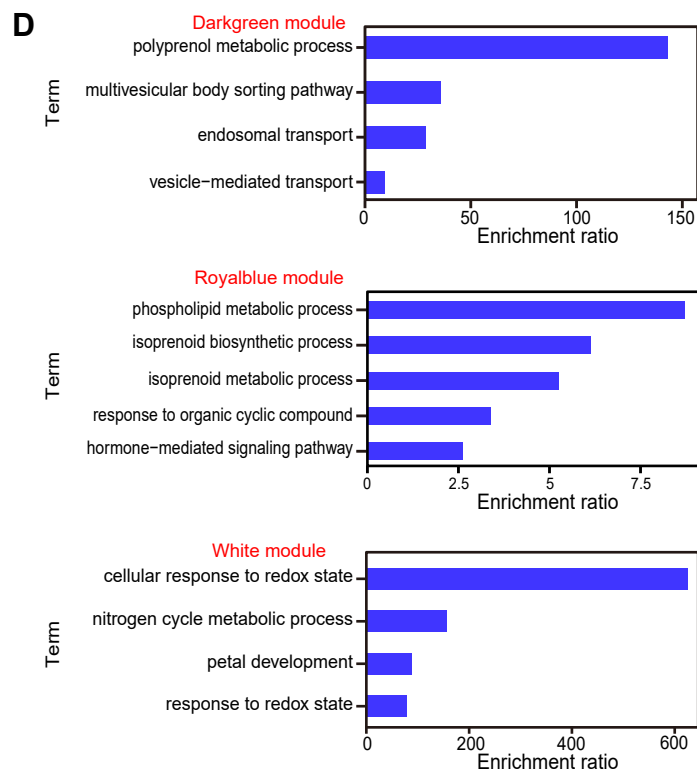 D
Darkgreen module
Term
polyprenol metabolic process
multivesicular body sorting pathway
endosomal transport
vesicle−mediated transport
0 50 100 150
Enrichment ratio
Royalblue module
Term
phospholipid metabolic process
isoprenoid biosynthetic process
isoprenoid metabolic process
response to organic cyclic compound
hormone−mediated signaling pathway
0 2.5 5 7.5
Enrichment ratio
White module
Term
cellular response to redox state
nitrogen cycle metabolic process
petal development
response to redox state
0 200 400 600
Enrichment ratio